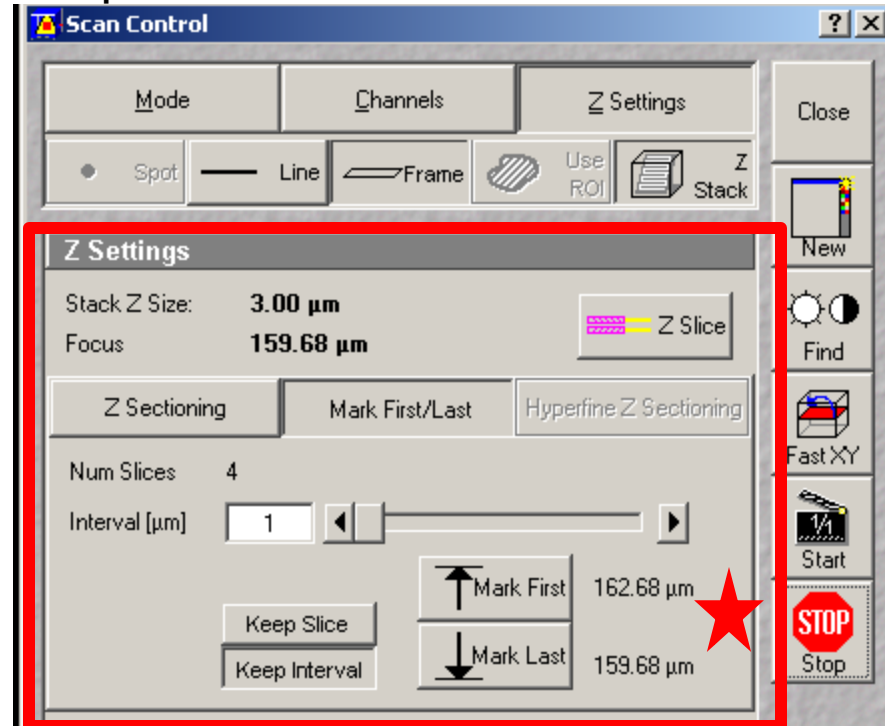 Scan Control
? X
Mode Channels Z Settings Close
Spot Line Frame Use ROI Z Stack
New
Z Settings
Stack Z Size: 3.00 µm
Focus 159.68 µm
Z Slice
Find
Z Sectioning Mark First/Last Hyperfine Z Sectioning
Fast XY
Num Slices 4
Interval [µm] 1
1/1
Start
Mark First 162.68 µm
Keep Slice
STOP
Mark Last 159.68 µm
Keep Interval
Stop